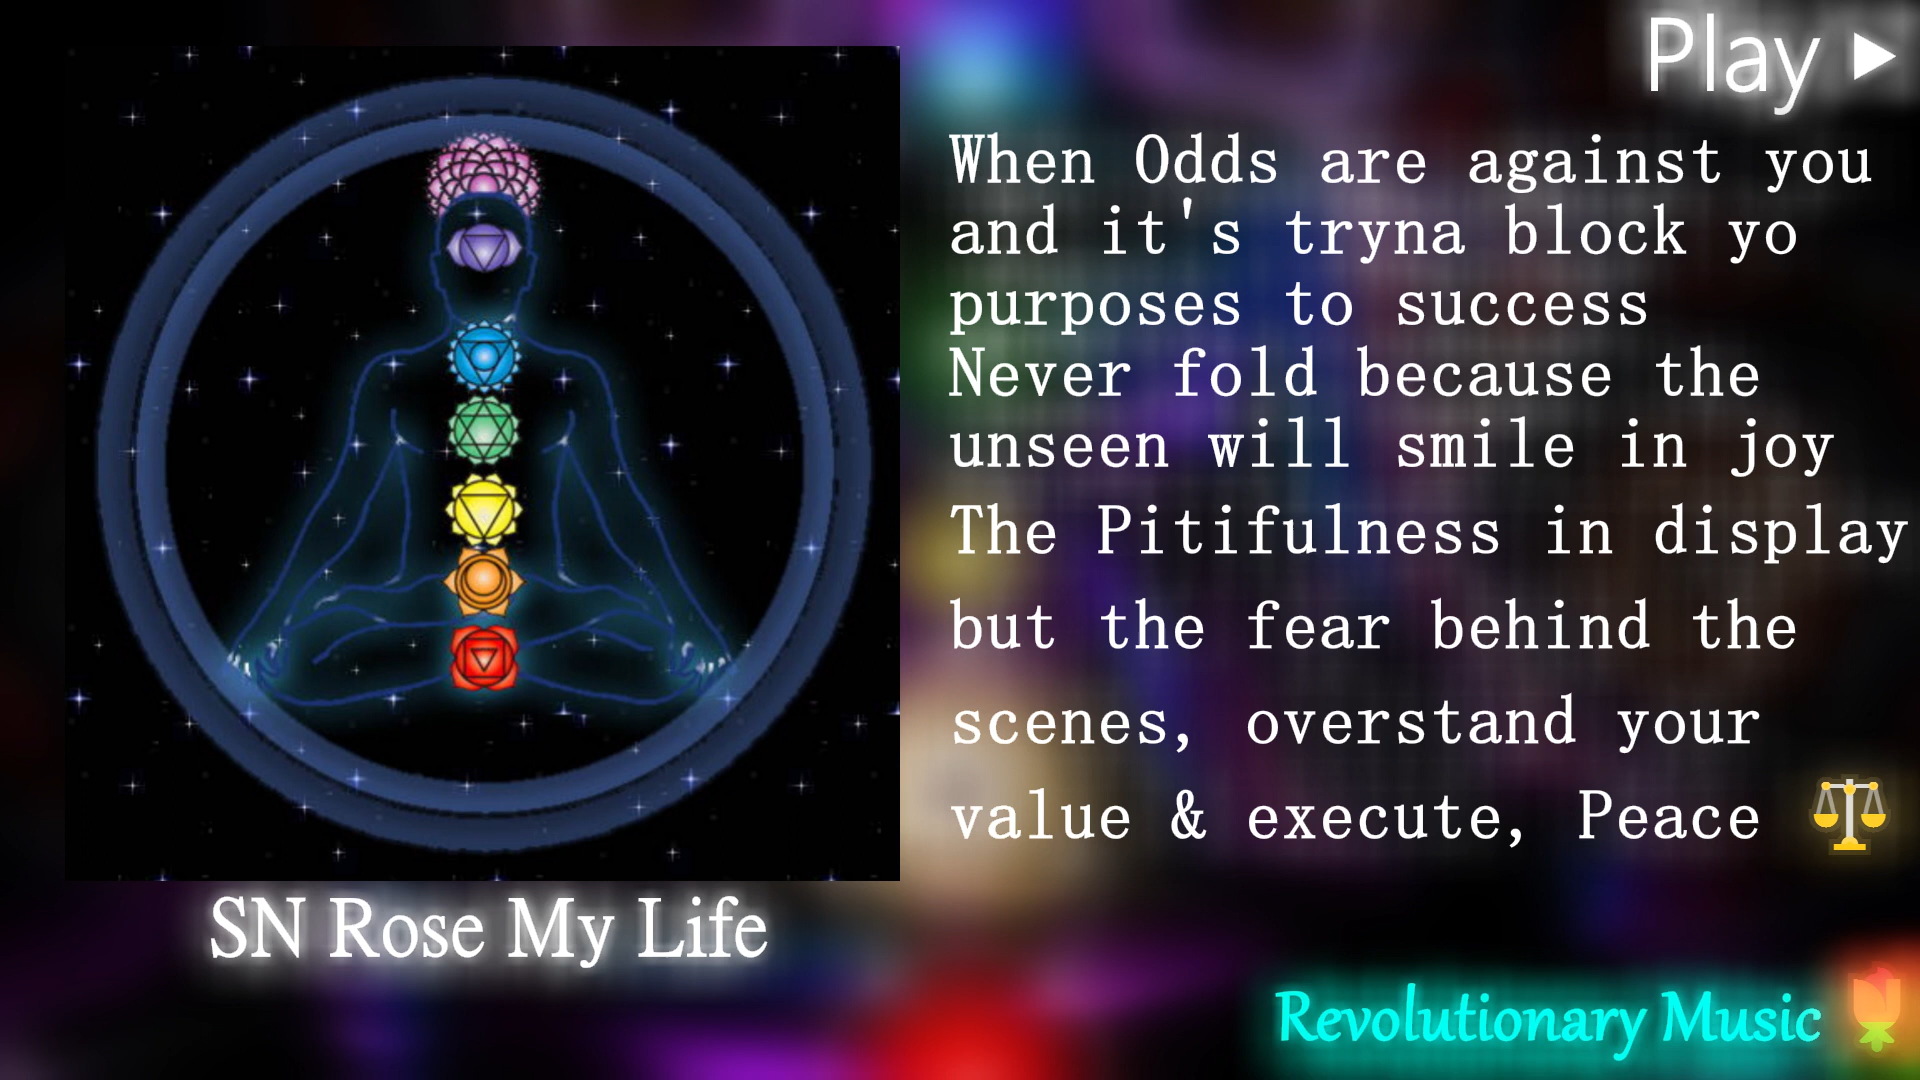 Play ▶
When Odds are against you
and it's tryna block yo
purposes to success
Never fold because the
unseen will smile in joy
The Pitifulness in display
but the fear behind the
scenes, overstand your
value & execute, Peace ⚖️
SN Rose My Life
Revolutionary Music 🌷